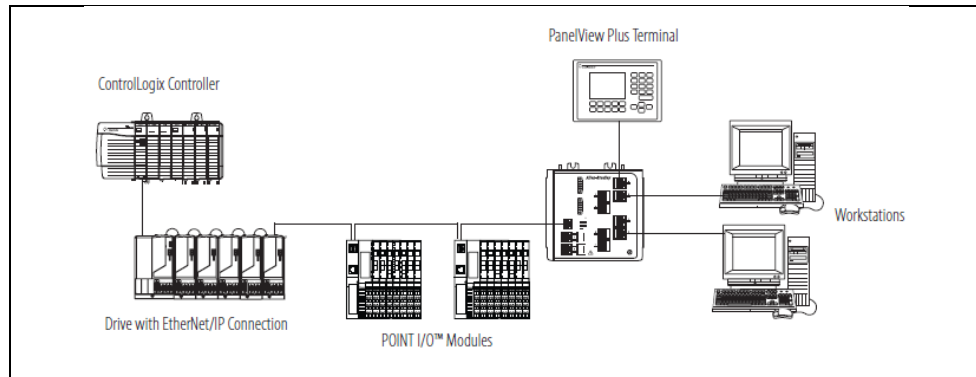 PanelView Plus Terminal
ControlLogix Controller
Workstations
Drive with EtherNet/IP Connection
POINT I/O™ Modules